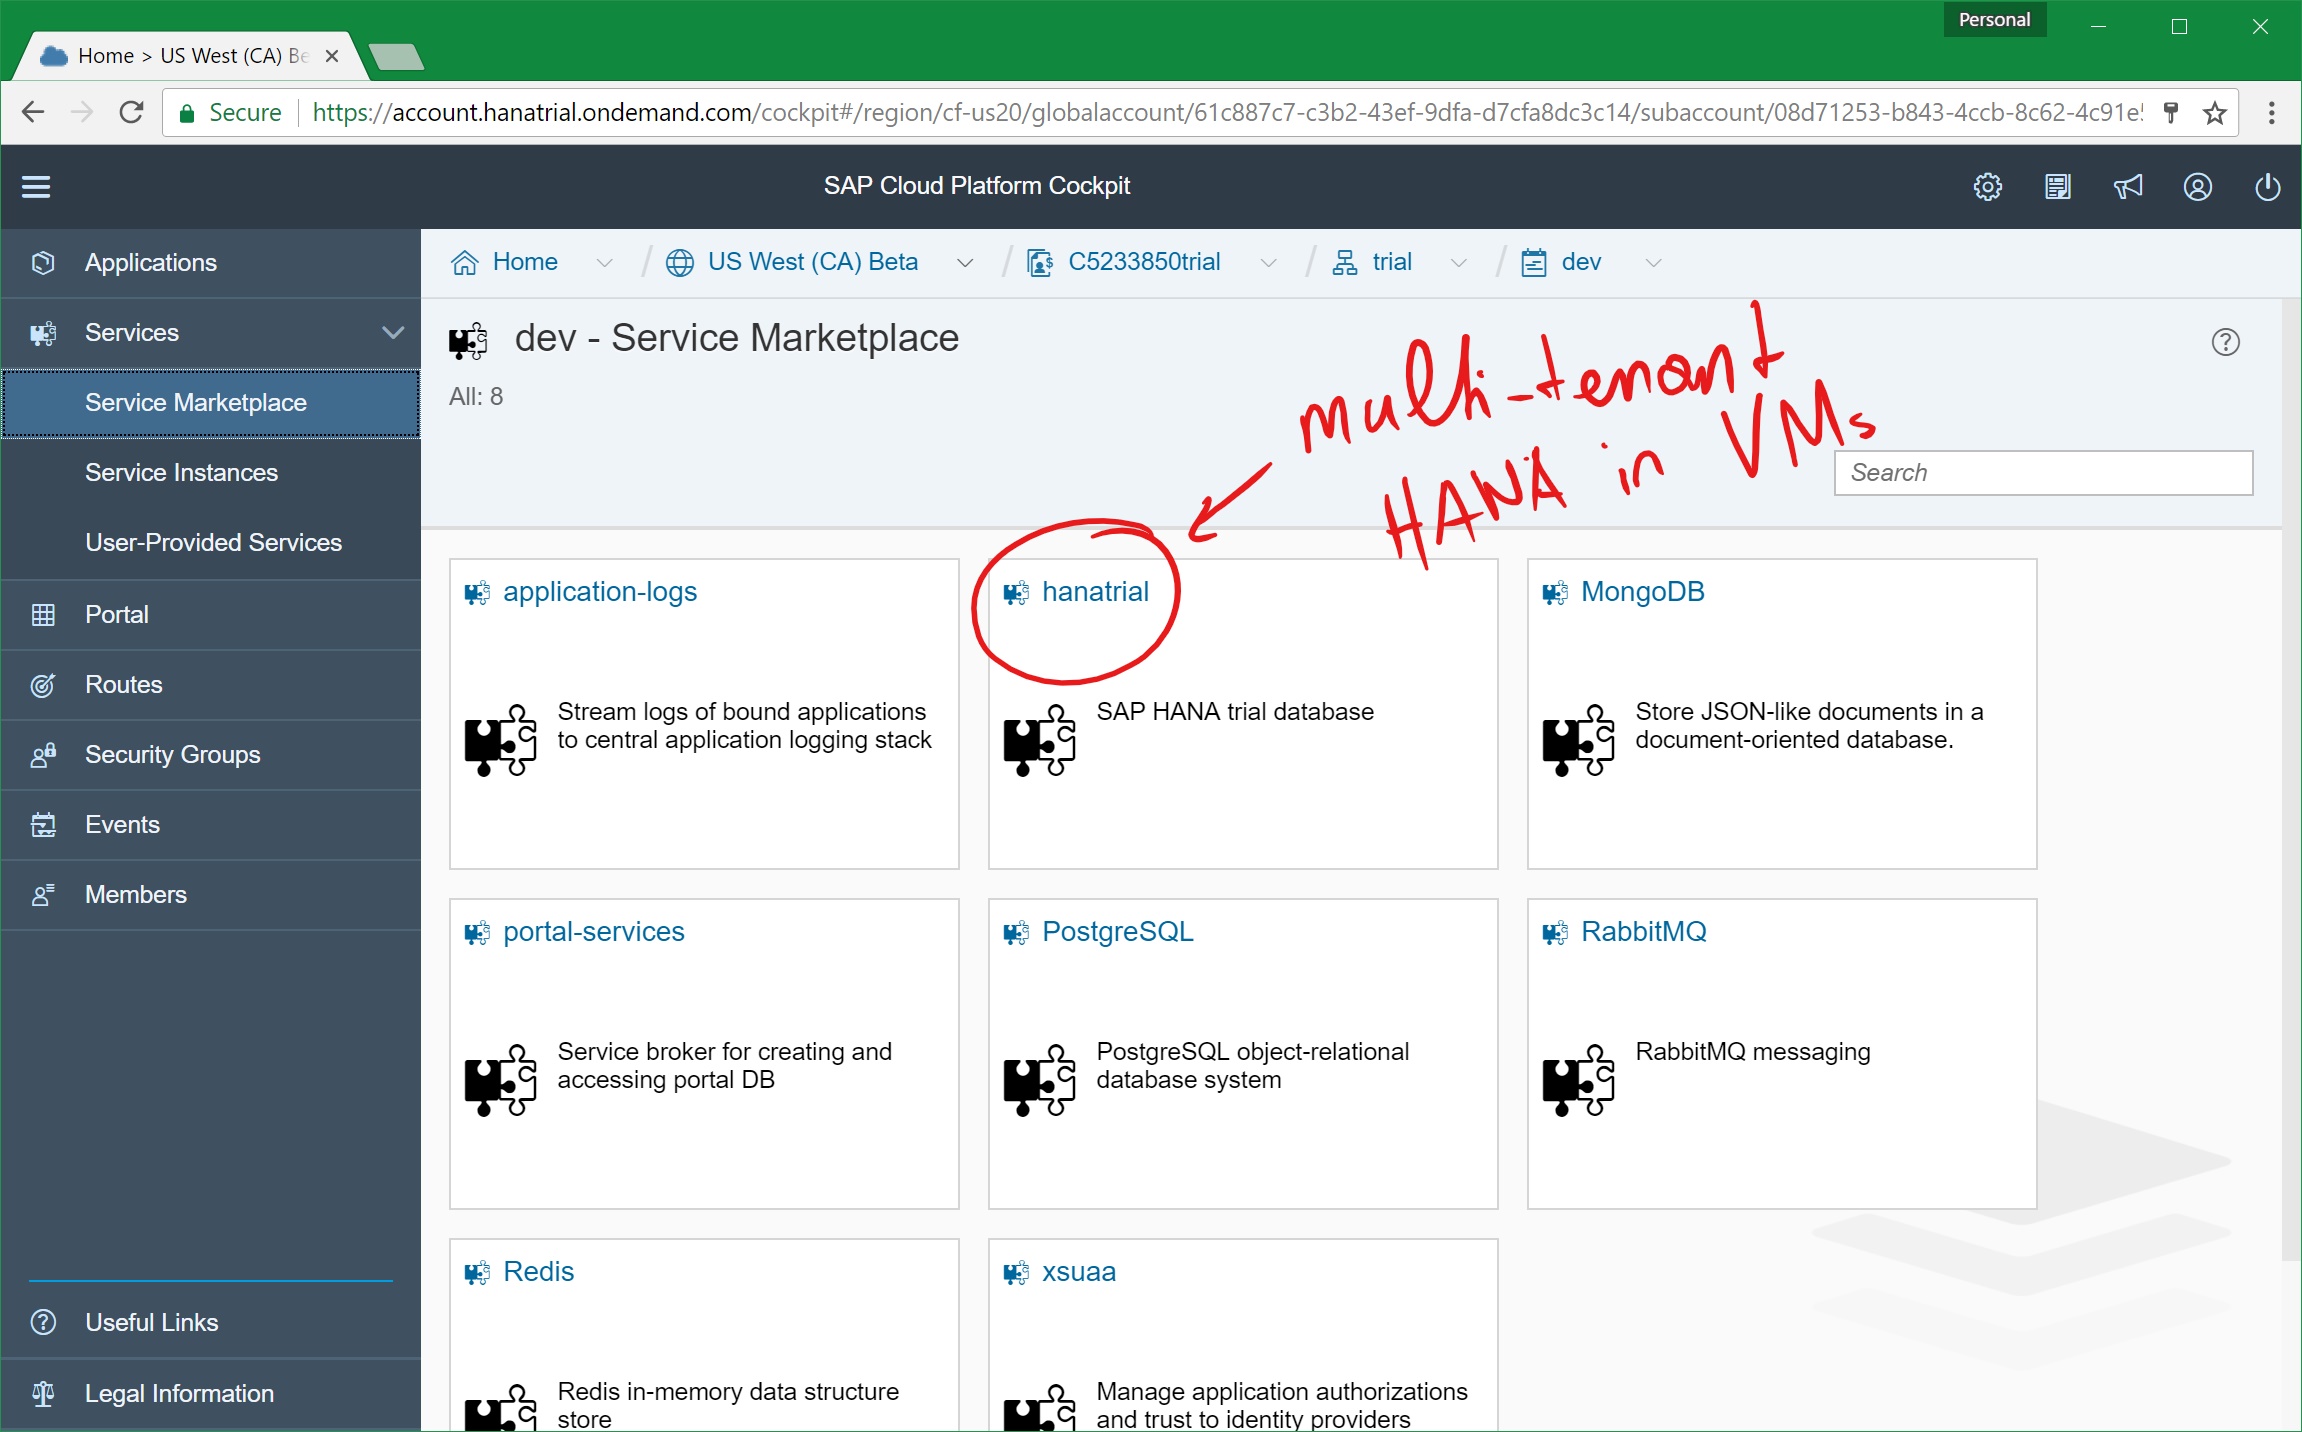 Personal
Home > US West (CA) Be
Secure
https://account.hanatrial.ondemand.com/cockpit#/region/cf-us20/globalaccount/61c887c7-c3b2-43ef-9dfa-d7cfa8dc3c14/subaccount/08d71253-b843-4ccb-8c62-4c91e5
SAP Cloud Platform Cockpit
Applications
Services
Service Marketplace
Service Instances
User-Provided Services
Portal
Routes
Security Groups
Events
Members
Useful Links
Legal Information
Home / US West (CA) Beta / C5233850trial / trial / dev
dev - Service Marketplace
All: 8
multi-tenant
HANA in VMs
Search
application-logs
Stream logs of bound applications
to central application logging stack
hanatrial
SAP HANA trial database
MongoDB
Store JSON-like documents in a
document-oriented database.
portal-services
Service broker for creating and
accessing portal DB
PostgreSQL
PostgreSQL object-relational
database system
RabbitMQ
RabbitMQ messaging
Redis
Redis in-memory data structure
store
xsuaa
Manage application authorizations
and trust to identity providers